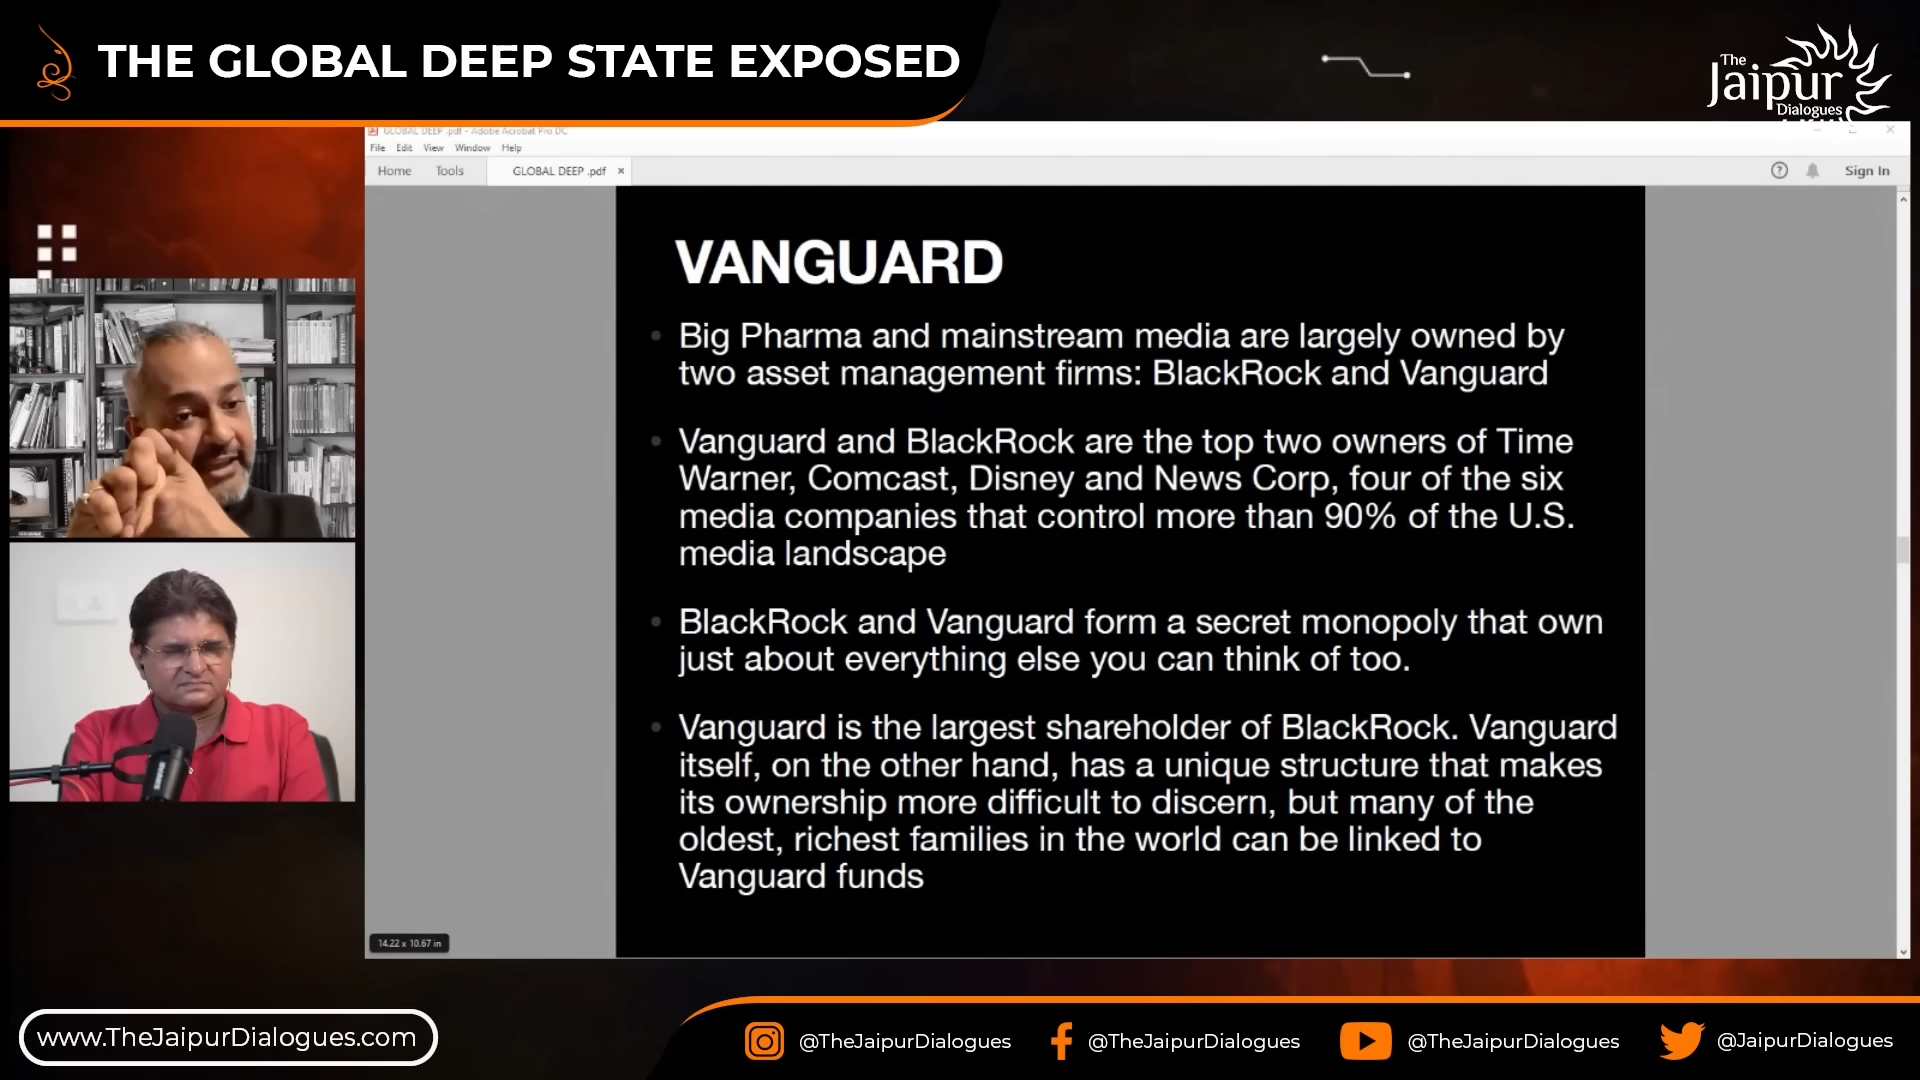 THE GLOBAL DEEP STATE EXPOSED
The
Jaipur
Dialogues
GLOBAL DEEP .pdf - Adobe Acrobat Pro DC
File Edit View Window Help
Home Tools GLOBAL DEEP .pdf × Sign In
VANGUARD
• Big Pharma and mainstream media are largely owned by
two asset management firms: BlackRock and Vanguard
• Vanguard and BlackRock are the top two owners of Time
Warner, Comcast, Disney and News Corp, four of the six
media companies that control more than 90% of the U.S.
media landscape
• BlackRock and Vanguard form a secret monopoly that own
just about everything else you can think of too.
• Vanguard is the largest shareholder of BlackRock. Vanguard
itself, on the other hand, has a unique structure that makes
its ownership more difficult to discern, but many of the
oldest, richest families in the world can be linked to
Vanguard funds
14.22 x 10.67 in
www.TheJaipurDialogues.com
@TheJaipurDialogues
@TheJaipurDialogues
@TheJaipurDialogues
@JaipurDialogues